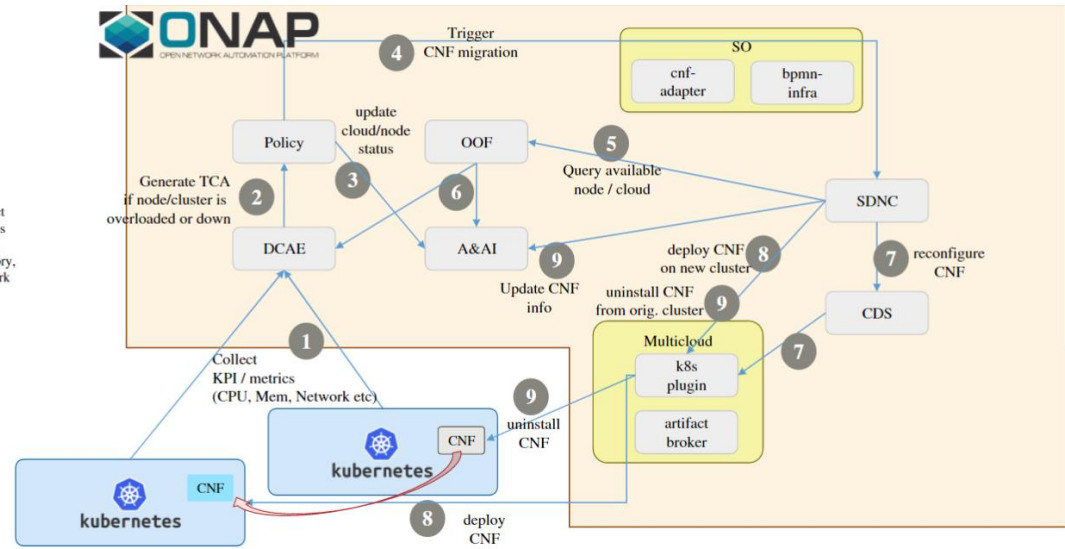 ONAP
OPEN NETWORK AUTOMATION PLATFORM
4
Trigger
CNF migration
SO
cnf-
adapter
bpmn-
infra
Policy
update
cloud/node
status
3
OOF
5
Query available
node / cloud
Generate TCA
if node/cluster is
overloaded or down
2
6
SDNC
DCAE
A&AI
9
Update CNF
info
deploy CNF
on new cluster
8
7
reconfigure
CNF
uninstall CNF
from orig. cluster
9
CDS
1
Collect
KPI / metrics
(CPU, Mem, Network etc)
Multicloud
k8s
plugin
7
artifact
broker
9
uninstall
CNF
CNF
kubernetes
CNF
kubernetes
8
deploy
CNF